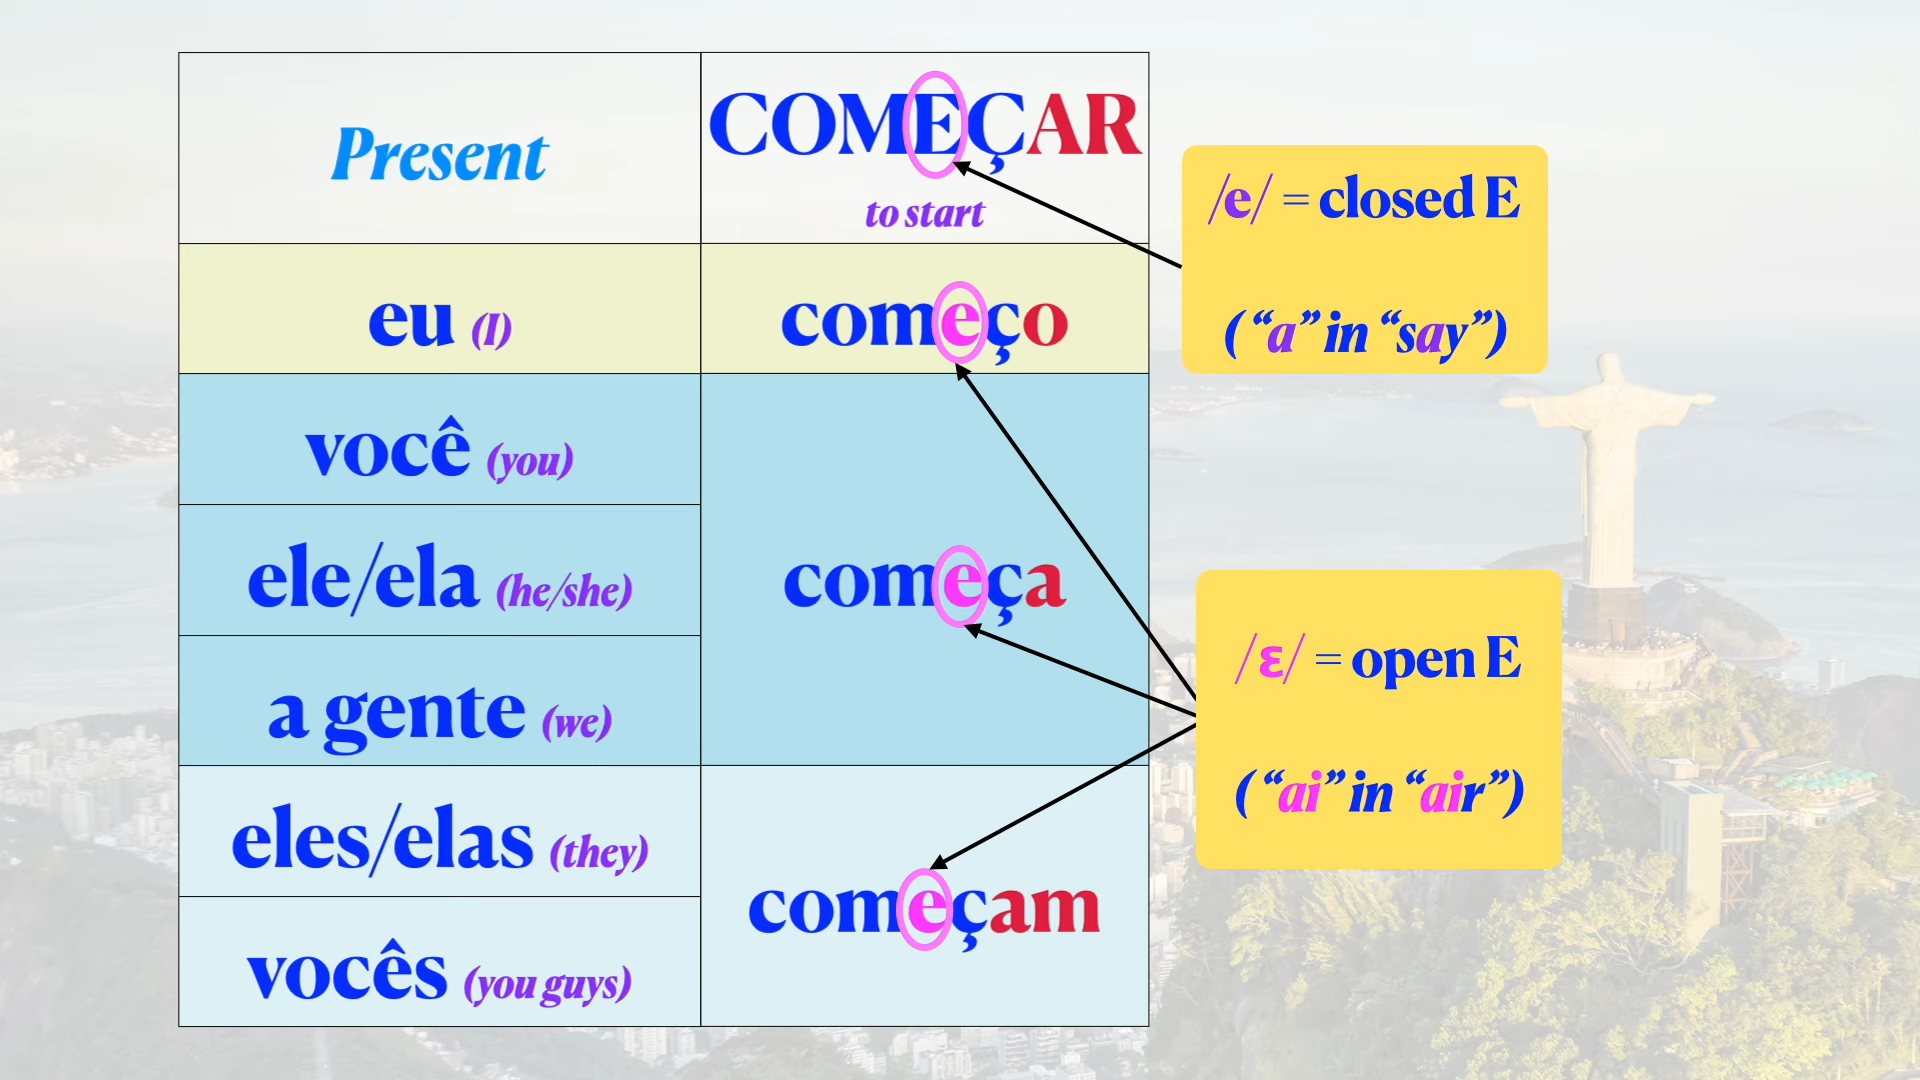 Present
COMEÇAR
to start
eu (I)
começo
você (you)
ele/ela (he/she)
a gente (we)
começa
eles/elas (they)
vocês (you guys)
começam
/e/ = closed E
(“a” in “say”)
/ɛ/ = open E
(“ai” in “air”)